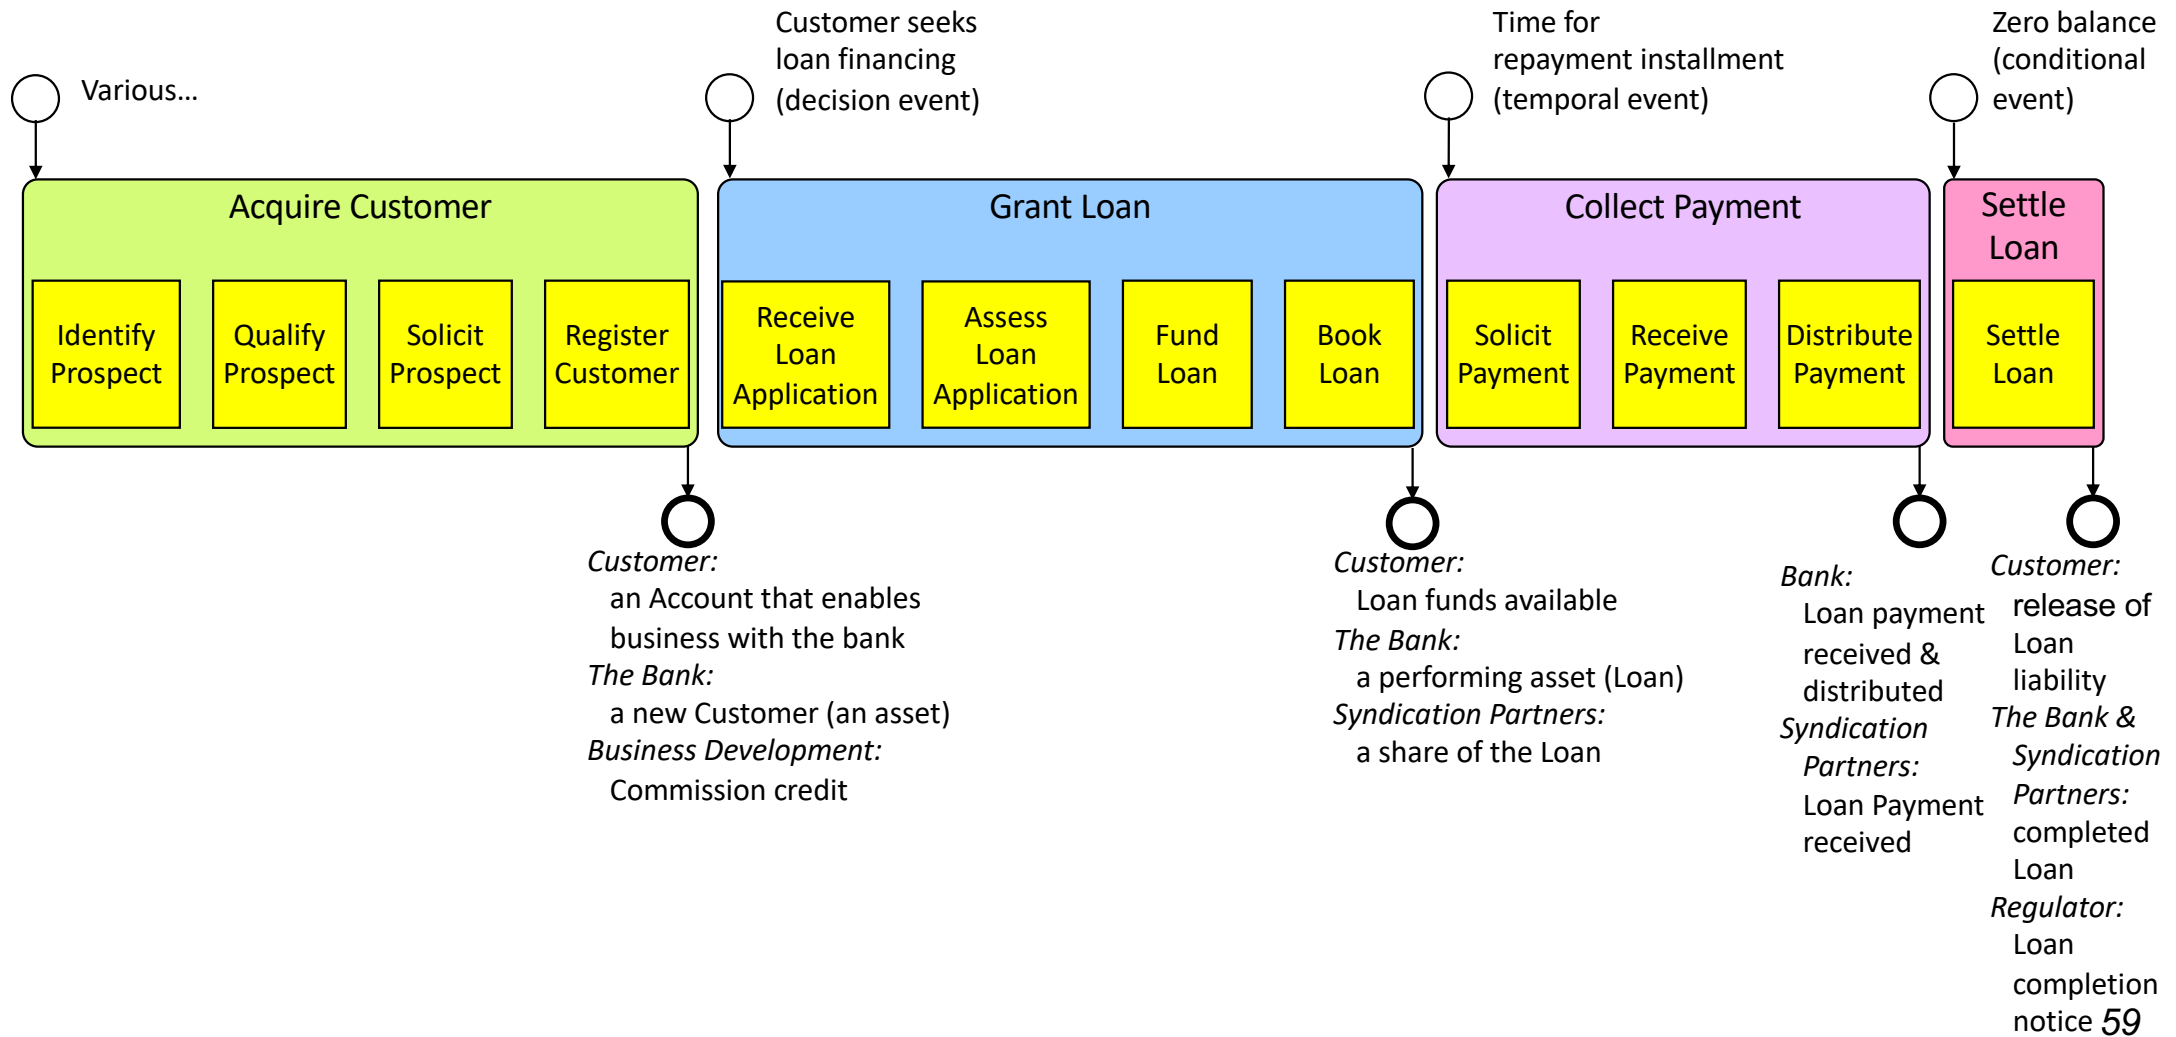 Various...
Customer seeks
loan financing
(decision event)
Time for
repayment installment
(temporal event)
Zero balance
(conditional
event)
Acquire Customer
Identify
Prospect
Qualify
Prospect
Solicit
Prospect
Register
Customer
Grant Loan
Receive
Loan
Application
Assess
Loan
Application
Fund
Loan
Book
Loan
Collect Payment
Solicit
Payment
Receive
Payment
Distribute
Payment
Settle
Loan
Settle
Loan
Customer:
an Account that enables
business with the bank
The Bank:
a new Customer (an asset)
Business Development:
Commission credit
Customer:
Loan funds available
The Bank:
a performing asset (Loan)
Syndication Partners:
a share of the Loan
Bank:
Loan payment
received &
distributed
Syndication
Partners:
Loan Payment
received
Customer:
release of
Loan
liability
The Bank &
Syndication
Partners:
completed
Loan
Regulator:
Loan
completion
notice
59